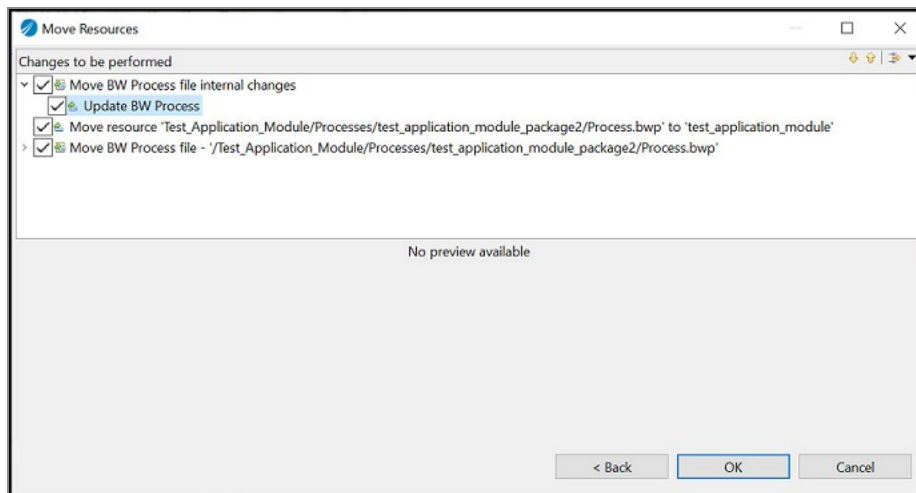 Move Resources
Changes to be performed
Move BW Process file internal changes
Update BW Process
Move resource 'Test_Application_Module/Processes/test_application_module_package2/Process.bwp' to 'test_application_module'
Move BW Process file - '/Test_Application_Module/Processes/test_application_module_package2/Process.bwp'
No preview available
< Back OK Cancel